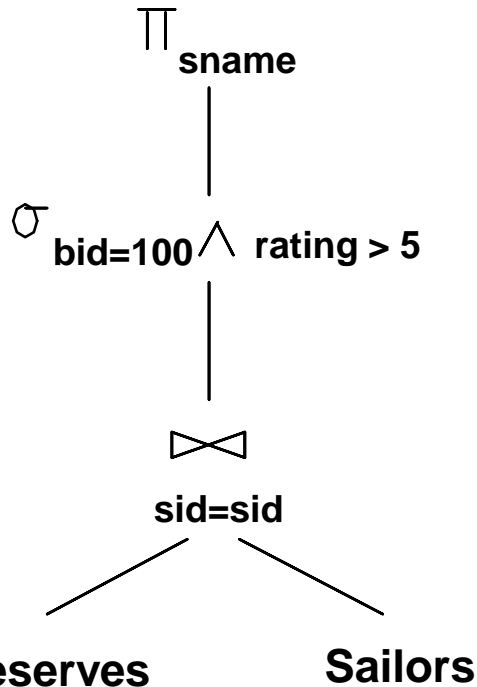 π sname
σ bid=100 ∧ rating > 5
⋈
sid=sid
eserves Sailors